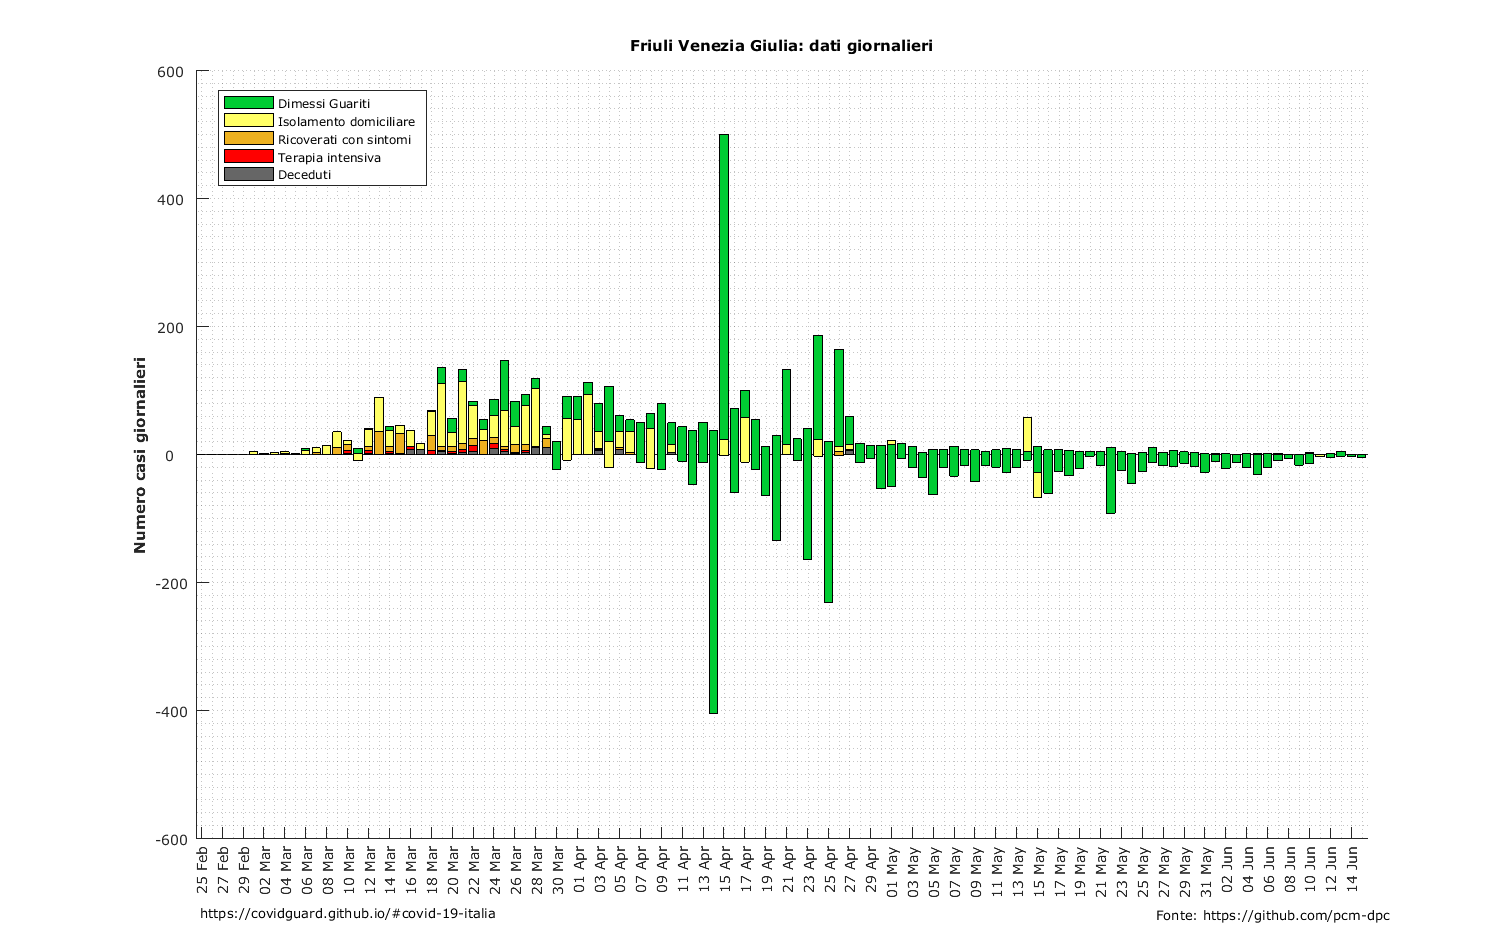 Friuli Venezia Giulia: dati giornalieri
600
400
200
0
-200
-400
-600
Numero casi giornalieri
Dimessi Guariti
Isolamento domiciliare
Ricoverati con sintomi
Terapia intensiva
Deceduti
25 Feb
27 Feb
29 Feb
02 Mar
04 Mar
06 Mar
08 Mar
10 Mar
12 Mar
14 Mar
16 Mar
18 Mar
20 Mar
22 Mar
24 Mar
26 Mar
28 Mar
30 Mar
01 Apr
03 Apr
05 Apr
07 Apr
09 Apr
11 Apr
13 Apr
15 Apr
17 Apr
19 Apr
21 Apr
23 Apr
25 Apr
27 Apr
29 Apr
01 May
03 May
05 May
07 May
09 May
11 May
13 May
15 May
17 May
19 May
21 May
23 May
25 May
27 May
29 May
31 May
02 Jun
04 Jun
06 Jun
08 Jun
10 Jun
12 Jun
14 Jun
https://covidguard.github.io/#covid-19-italia
Fonte: https://github.com/pcm-dpc